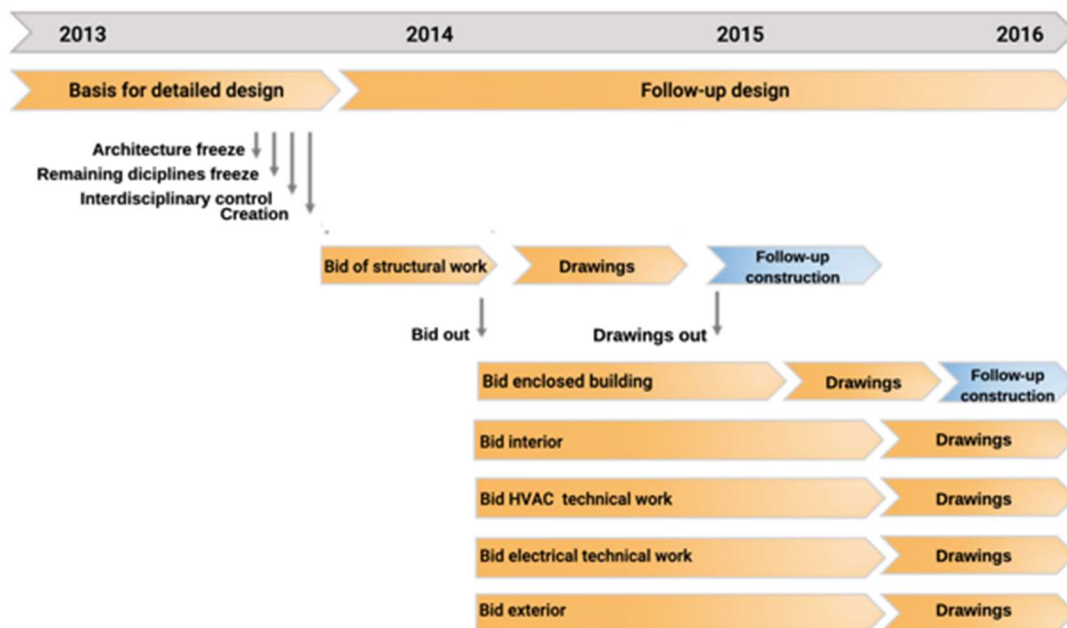 2013 2014 2015 2016
Basis for detailed design Follow-up design
Architecture freeze
Remaining diciplines freeze
Interdisciplinary control
Creation
Bid of structural work Drawings Follow-up
construction
Bid out Drawings out
Bid enclosed building Drawings Follow-up
construction
Bid interior Drawings
Bid HVAC technical work Drawings
Bid electrical technical work Drawings
Bid exterior Drawings